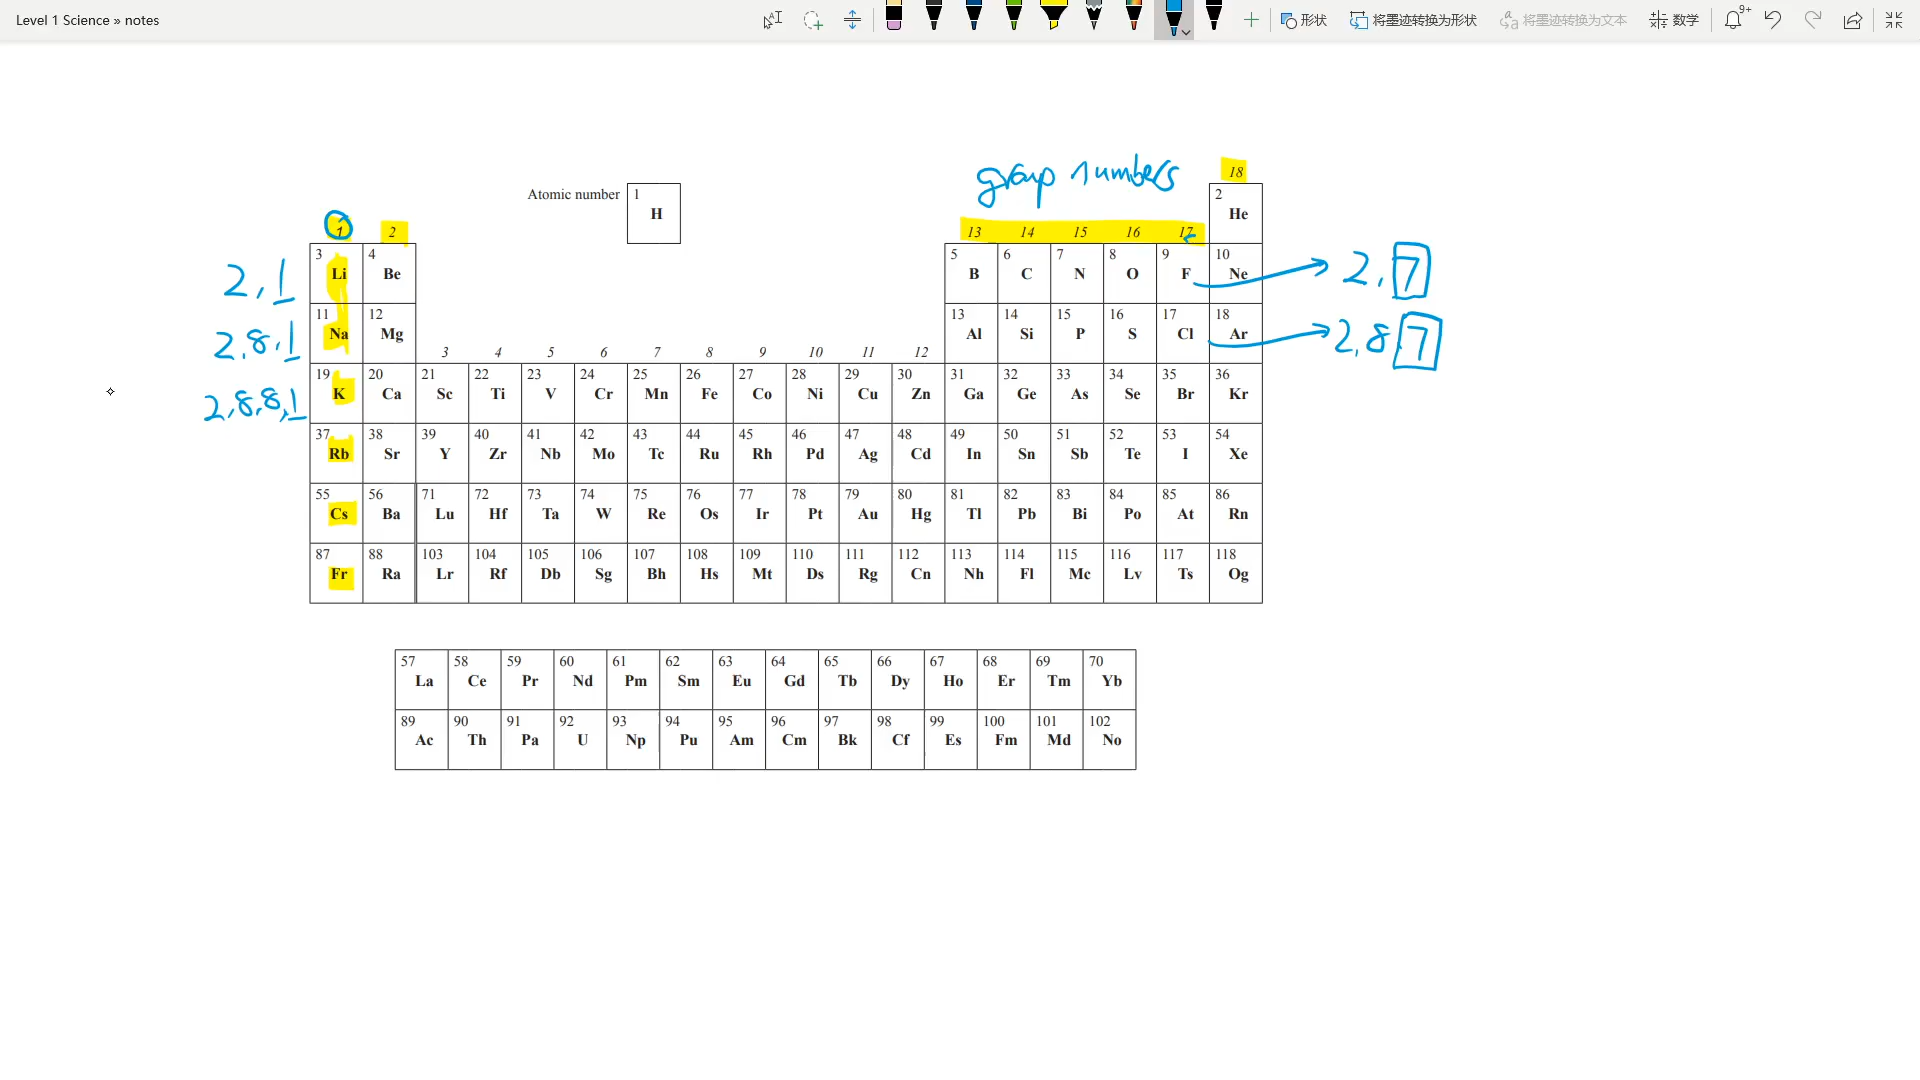 Level 1 Science » notes
形状 将墨迹转换为形状 将墨迹转换为文本 数学 9+
group numbers 18
Atomic number 1 2
H He
1 2 13 14 15 16 17
3 4 5 6 7 8 9 10
2,1 Li Be B C N O F Ne 2,7
11 12 13 14 15 16 17 18
2,8,1 Na Mg Al Si P S Cl Ar 2,8,7
3 4 5 6 7 8 9 10 11 12
19 20 21 22 23 24 25 26 27 28 29 30 31 32 33 34 35 36
2,8,8,1 K Ca Sc Ti V Cr Mn Fe Co Ni Cu Zn Ga Ge As Se Br Kr
37 38 39 40 41 42 43 44 45 46 47 48 49 50 51 52 53 54
Rb Sr Y Zr Nb Mo Tc Ru Rh Pd Ag Cd In Sn Sb Te I Xe
55 56 71 72 73 74 75 76 77 78 79 80 81 82 83 84 85 86
Cs Ba Lu Hf Ta W Re Os Ir Pt Au Hg Tl Pb Bi Po At Rn
87 88 103 104 105 106 107 108 109 110 111 112 113 114 115 116 117 118
Fr Ra Lr Rf Db Sg Bh Hs Mt Ds Rg Cn Nh Fl Mc Lv Ts Og
57 58 59 60 61 62 63 64 65 66 67 68 69 70
La Ce Pr Nd Pm Sm Eu Gd Tb Dy Ho Er Tm Yb
89 90 91 92 93 94 95 96 97 98 99 100 101 102
Ac Th Pa U Np Pu Am Cm Bk Cf Es Fm Md No